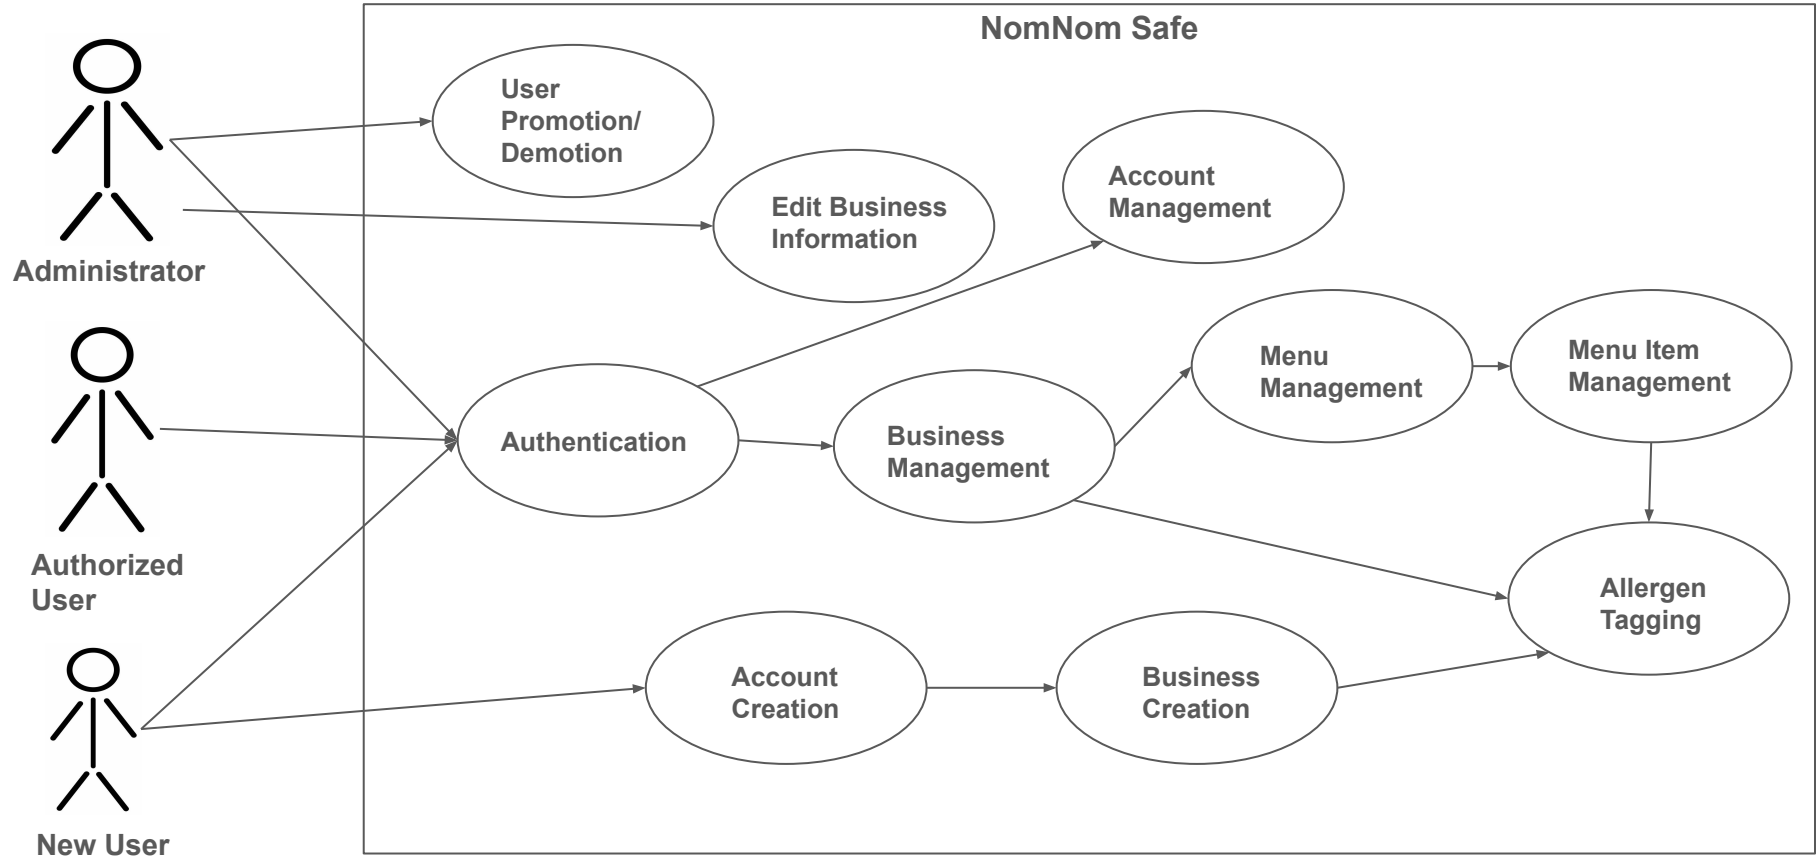 NomNom Safe
User
Promotion/
Demotion
Account
Management
Edit Business
Information
Administrator
Menu
Management
Menu Item
Management
Authentication
Business
Management
Authorized
User
Allergen
Tagging
Account
Creation
Business
Creation
New User